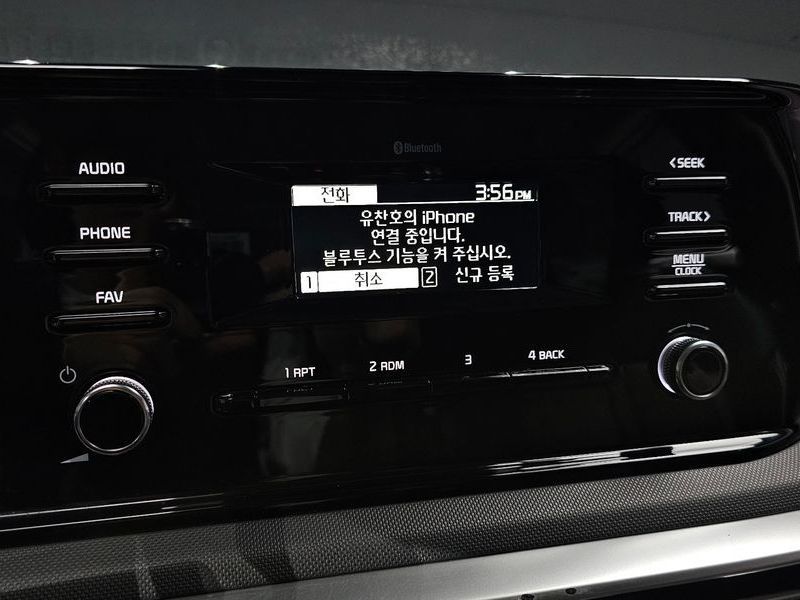 Bluetooth
AUDIO
PHONE
FAV
전화 3:56PM
유찬호의 iPhone
연결 중입니다.
블루투스 기능을 켜 주십시오.
1 취소 2 신규 등록
<SEEK
TRACK>
MENU
CLOCK
1 RPT 2 RDM 3 4 BACK